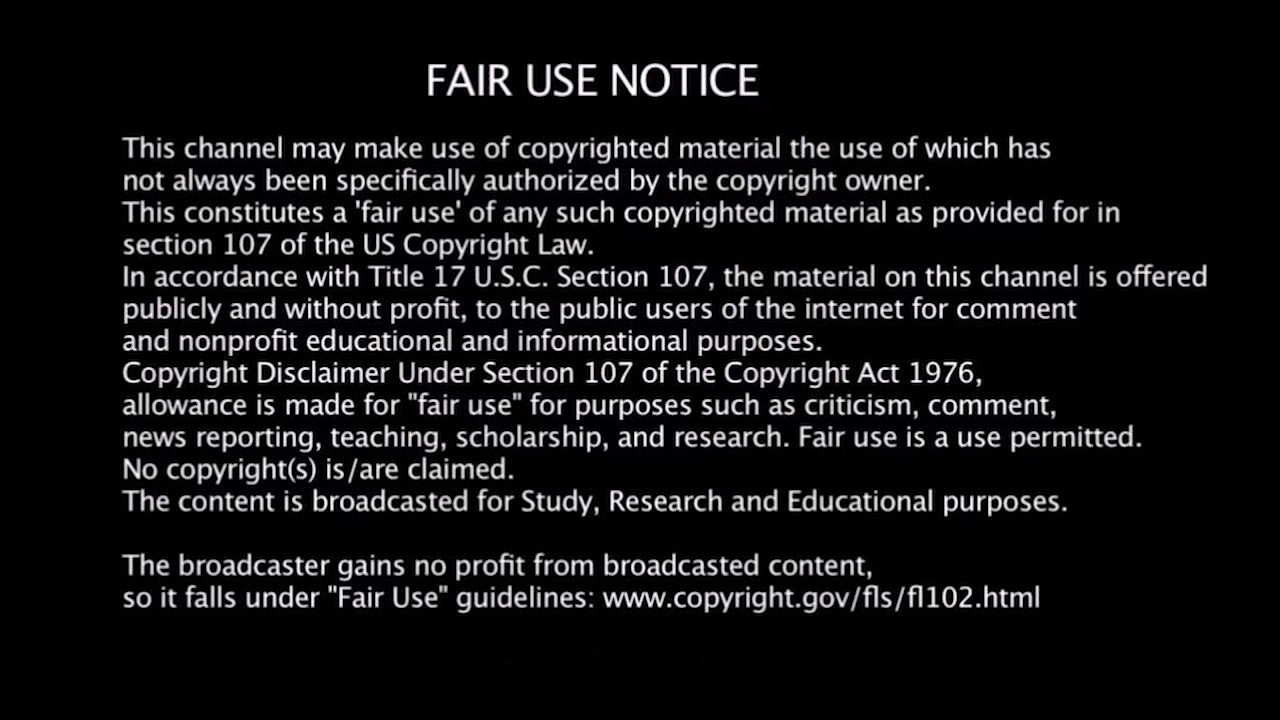 FAIR USE NOTICE
This channel may make use of copyrighted material the use of which has
not always been specifically authorized by the copyright owner.
This constitutes a 'fair use' of any such copyrighted material as provided for in
section 107 of the US Copyright Law.
In accordance with Title 17 U.S.C. Section 107, the material on this channel is offered
publicly and without profit, to the public users of the internet for comment
and nonprofit educational and informational purposes.
Copyright Disclaimer Under Section 107 of the Copyright Act 1976,
allowance is made for "fair use" for purposes such as criticism, comment,
news reporting, teaching, scholarship, and research. Fair use is a use permitted.
No copyright(s) is/are claimed.
The content is broadcasted for Study, Research and Educational purposes.
The broadcaster gains no profit from broadcasted content,
so it falls under "Fair Use" guidelines: www.copyright.gov/fls/fl102.html